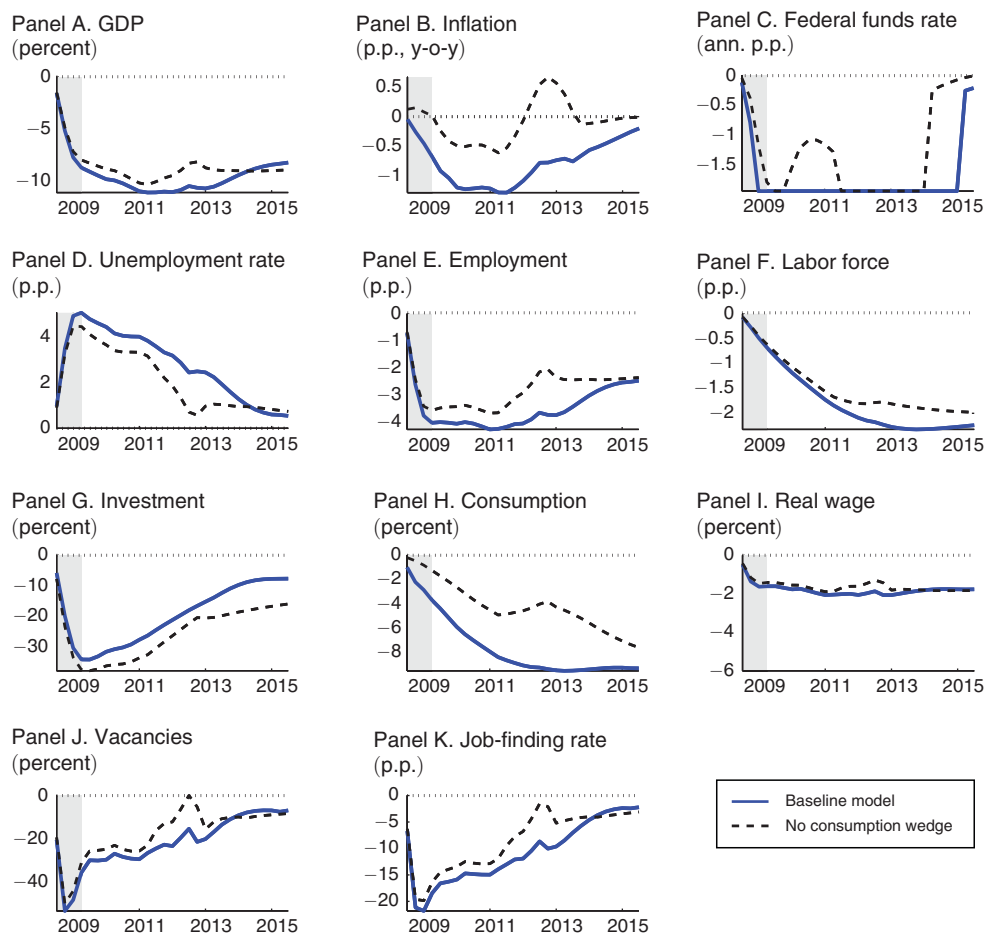 Panel A. GDP
(percent)
0
−5
−10
2009 2011 2013 2015
Panel B. Inflation
(p.p., y-o-y)
0.5
0
−0.5
−1
2009 2011 2013 2015
Panel C. Federal funds rate
(ann. p.p.)
0
−0.5
−1
−1.5
2009 2011 2013 2015
Panel D. Unemployment rate
(p.p.)
4
2
0
2009 2011 2013 2015
Panel E. Employment
(p.p.)
0
−1
−2
−3
−4
2009 2011 2013 2015
Panel F. Labor force
(p.p.)
0
−0.5
−1
−1.5
−2
2009 2011 2013 2015
Panel G. Investment
(percent)
0
−10
−20
−30
2009 2011 2013 2015
Panel H. Consumption
(percent)
0
−2
−4
−6
−8
2009 2011 2013 2015
Panel I. Real wage
(percent)
0
−2
−4
−6
2009 2011 2013 2015
Panel J. Vacancies
(percent)
0
−20
−40
2009 2011 2013 2015
Panel K. Job-finding rate
(p.p.)
0
−5
−10
−15
−20
2009 2011 2013 2015
Baseline model
No consumption wedge